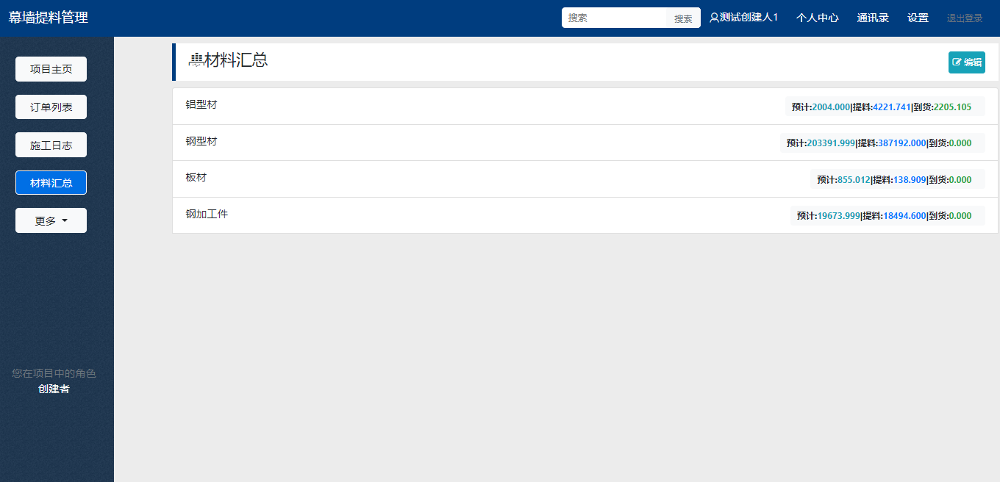 幕墙提料管理
搜索 搜索 测试创建人1 个人中心 通讯录 设置 退出登录
项目主页
订单列表
施工日志
材料汇总
更多
您在项目中的角色
创建者
材料汇总 编辑
铝型材 预计:2004.000|提料:4221.741|到货:2205.105
钢型材 预计:203391.999|提料:387192.000|到货:0.000
板材 预计:855.012|提料:138.909|到货:0.000
钢加工件 预计:19673.999|提料:18494.600|到货:0.000